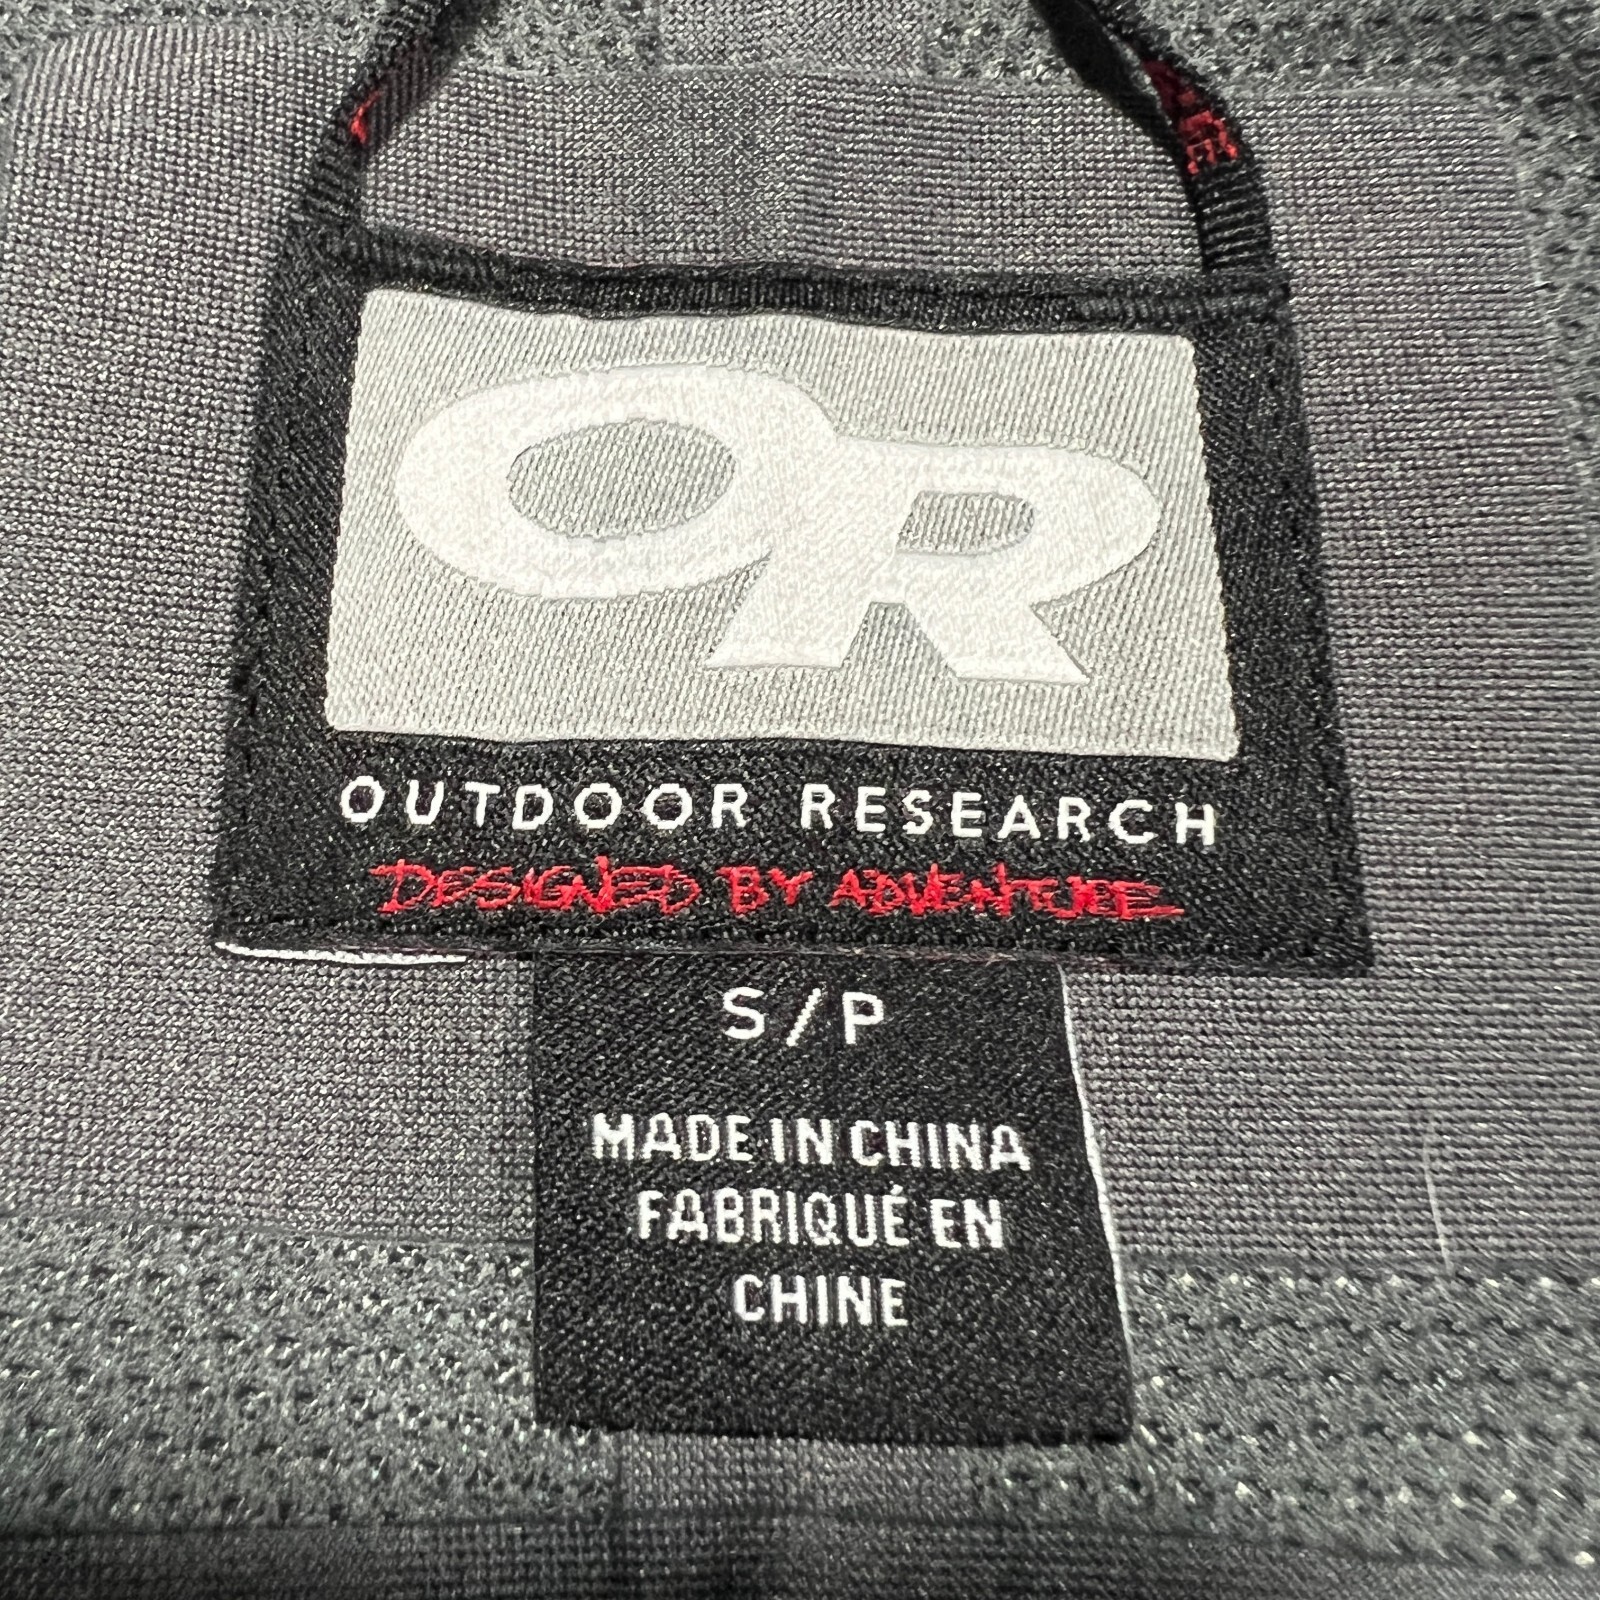 OR
OUTDOOR RESEARCH
DESIGNED BY ADVENTURE
S/P
MADE IN CHINA
FABRIQUÉ EN
CHINE